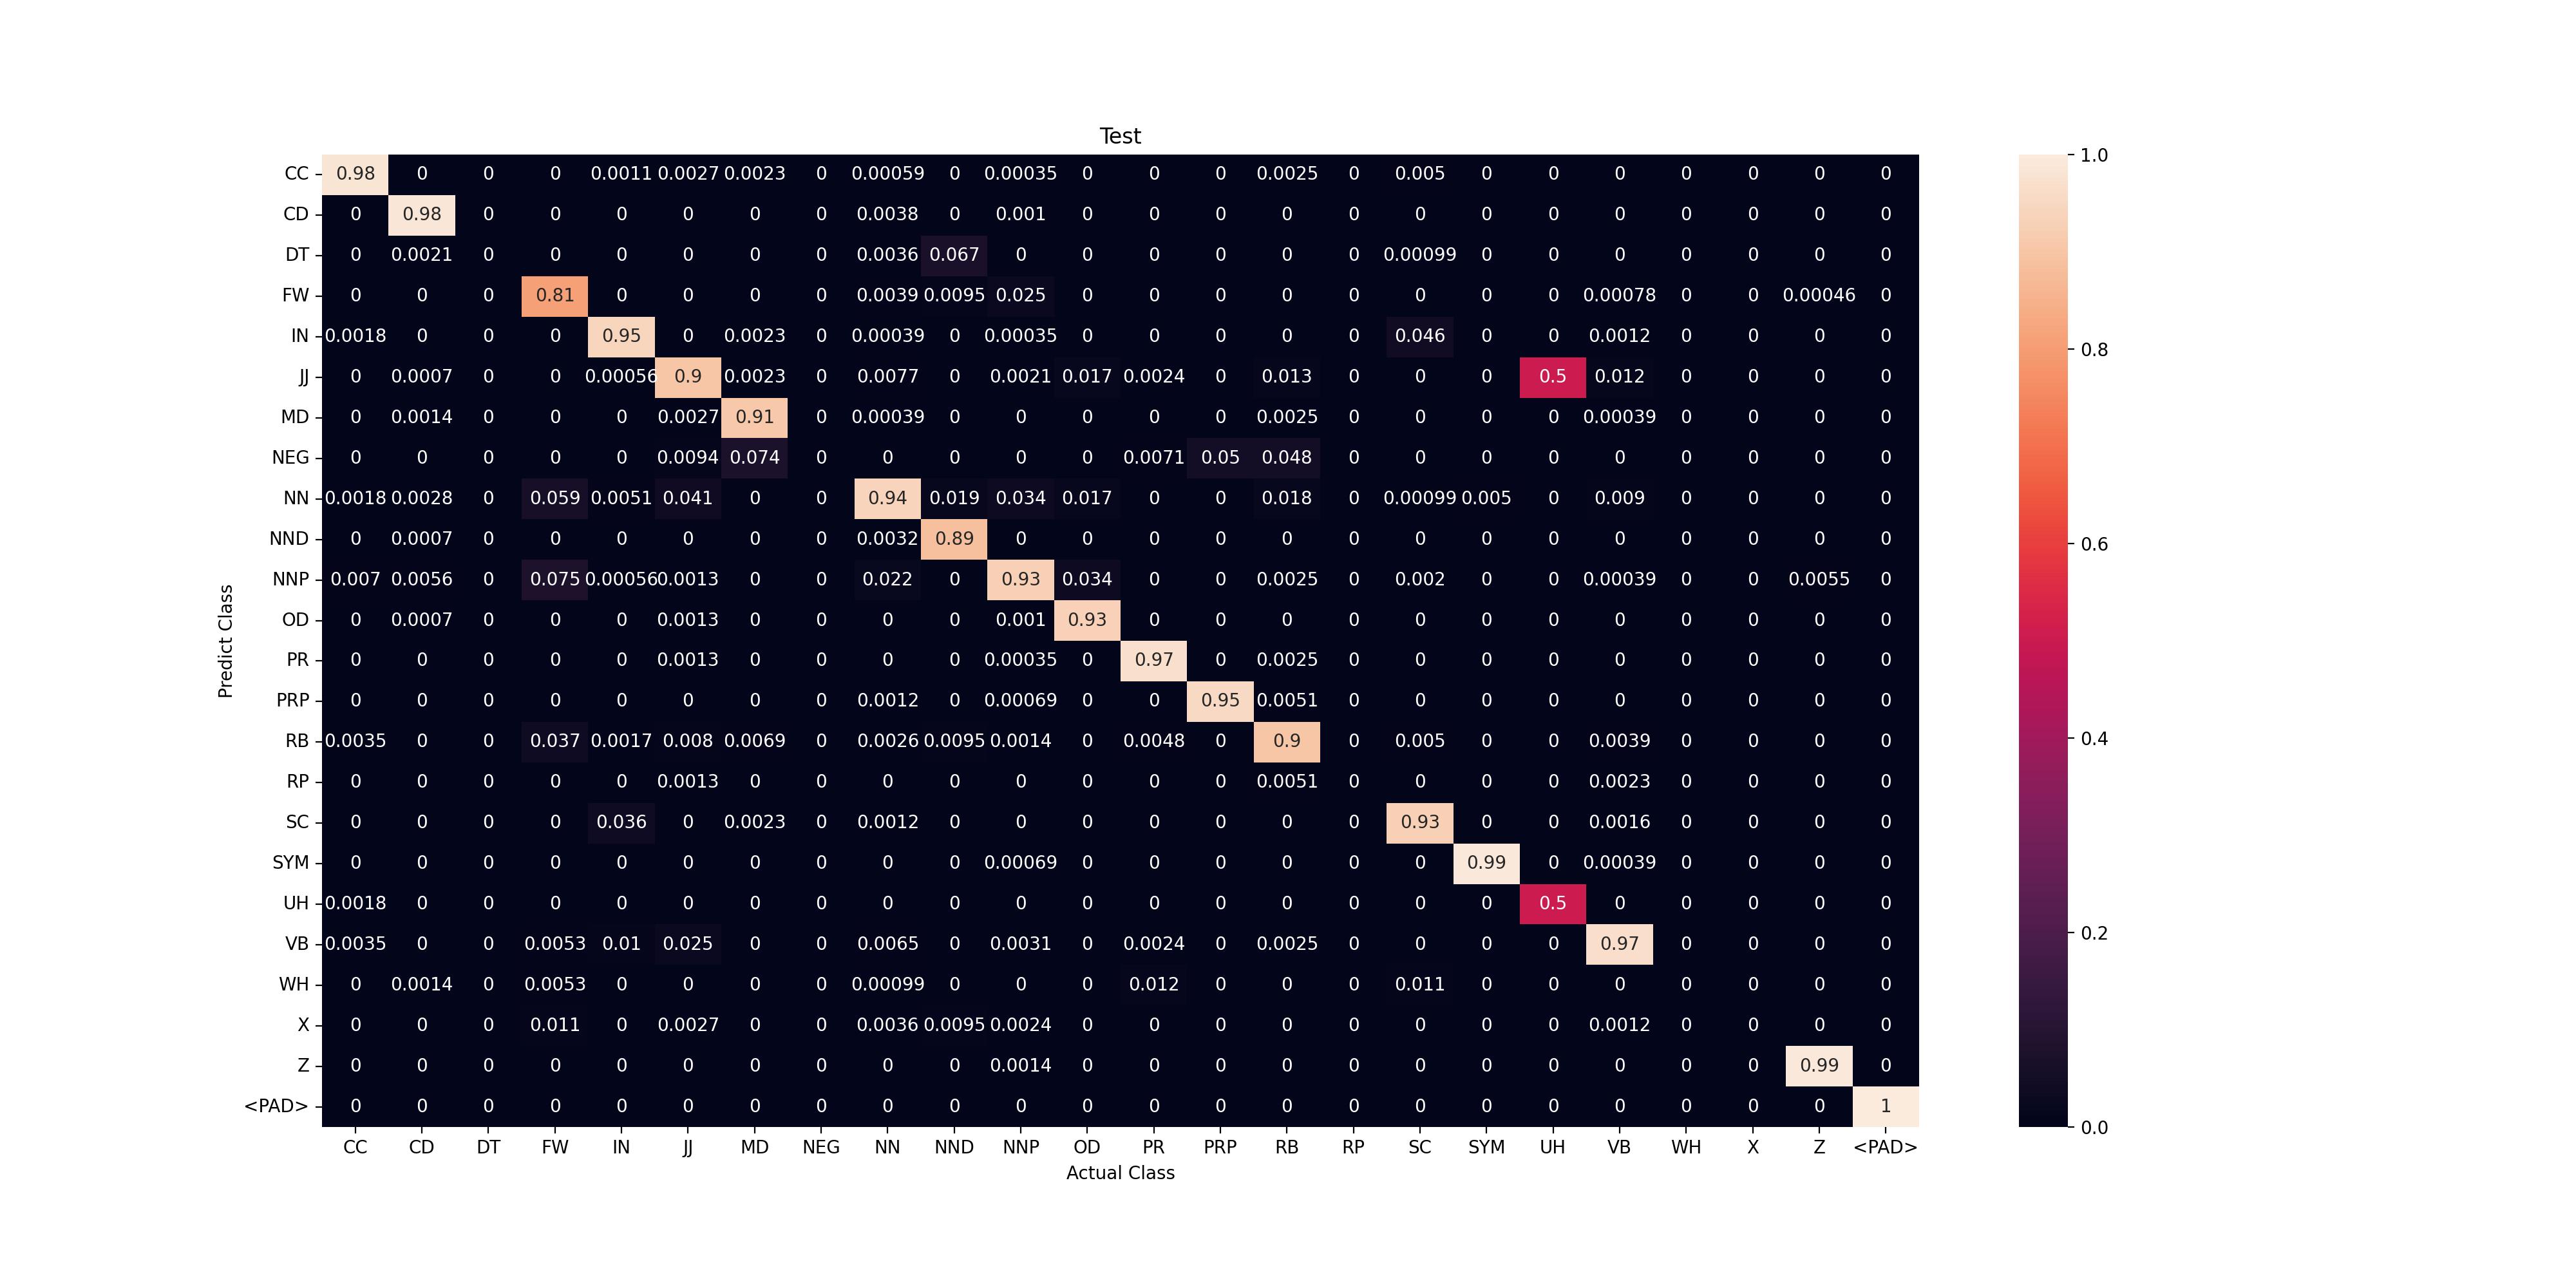 Test
CC 0.98 0 0 0 0.0011 0.0027 0.0023 0 0.00059 0 0.00035 0 0 0 0.0025 0 0.005 0 0 0 0 0 0 0 1.0
CD 0 0.98 0 0 0 0 0 0 0.0038 0 0.001 0 0 0 0 0 0 0 0 0 0 0 0 0
DT 0 0.0021 0 0 0 0 0 0 0.0036 0.067 0 0 0 0 0 0 0.00099 0 0 0 0 0 0 0
FW 0 0 0 0.81 0 0 0 0 0.0039 0.0095 0.025 0 0 0 0 0 0 0 0 0.00078 0 0 0.00046 0
IN 0.0018 0 0 0 0.95 0 0.0023 0 0.00039 0 0.00035 0 0 0 0 0 0.046 0 0 0.0012 0 0 0 0 0.8
JJ 0 0.0007 0 0 0.00056 0.9 0.0023 0 0.0077 0 0.0021 0.017 0.0024 0 0.013 0 0 0 0.5 0.012 0 0 0 0
MD 0 0.0014 0 0 0 0.0027 0.91 0 0.00039 0 0 0 0 0 0.0025 0 0 0 0 0.00039 0 0 0 0
NEG 0 0 0 0 0 0.0094 0.074 0 0 0 0 0 0.0071 0.05 0.048 0 0 0 0 0 0 0 0 0
NN 0.0018 0.0028 0 0.059 0.0051 0.041 0 0 0.94 0.019 0.034 0.017 0 0 0.018 0 0.00099 0.005 0 0.009 0 0 0 0
NND 0 0.0007 0 0 0 0 0 0 0.0032 0.89 0 0 0 0 0 0 0 0 0 0 0 0 0 0 0.6
NNP 0.007 0.0056 0 0.075 0.00056 0.0013 0 0 0.022 0 0.93 0.034 0 0 0.0025 0 0.002 0 0 0.00039 0 0 0.0055 0
OD 0 0.0007 0 0 0 0.0013 0 0 0 0 0.001 0.93 0 0 0 0 0 0 0 0 0 0 0 0
Predict Class
PR 0 0 0 0 0 0.0013 0 0 0 0 0.00035 0 0.97 0 0.0025 0 0 0 0 0 0 0 0 0
PRP 0 0 0 0 0 0 0 0 0.0012 0 0.00069 0 0 0.95 0.0051 0 0 0 0 0 0 0 0 0
RB 0.0035 0 0 0.037 0.0017 0.008 0.0069 0 0.0026 0.0095 0.0014 0 0.0048 0 0.9 0 0.005 0 0 0.0039 0 0 0 0 0.4
RP 0 0 0 0 0 0.0013 0 0 0 0 0 0 0 0 0.0051 0 0 0 0 0.0023 0 0 0 0
SC 0 0 0 0 0.036 0 0.0023 0 0.0012 0 0 0 0 0 0 0 0.93 0 0 0.0016 0 0 0 0
SYM 0 0 0 0 0 0 0 0 0 0 0.00069 0 0 0 0 0 0 0.99 0 0.00039 0 0 0 0
UH 0.0018 0 0 0 0 0 0 0 0 0 0 0 0 0 0 0 0 0 0.5 0 0 0 0 0
VB 0.0035 0 0 0.0053 0.01 0.025 0 0 0.0065 0 0.0031 0 0.0024 0 0.0025 0 0 0 0 0.97 0 0 0 0 0.2
WH 0 0.0014 0 0.0053 0 0 0 0 0.00099 0 0 0 0.012 0 0 0 0.011 0 0 0 0 0 0 0
X 0 0 0 0.011 0 0.0027 0 0 0.0036 0.0095 0.0024 0 0 0 0 0 0 0 0 0.0012 0 0 0 0
Z 0 0 0 0 0 0 0 0 0 0 0.0014 0 0 0 0 0 0 0 0 0 0 0 0.99 0
<PAD> 0 0 0 0 0 0 0 0 0 0 0 0 0 0 0 0 0 0 0 0 0 0 0 1 0.0
CC CD DT FW IN JJ MD NEG NN NND NNP OD PR PRP RB RP SC SYM UH VB WH X Z <PAD>
Actual Class